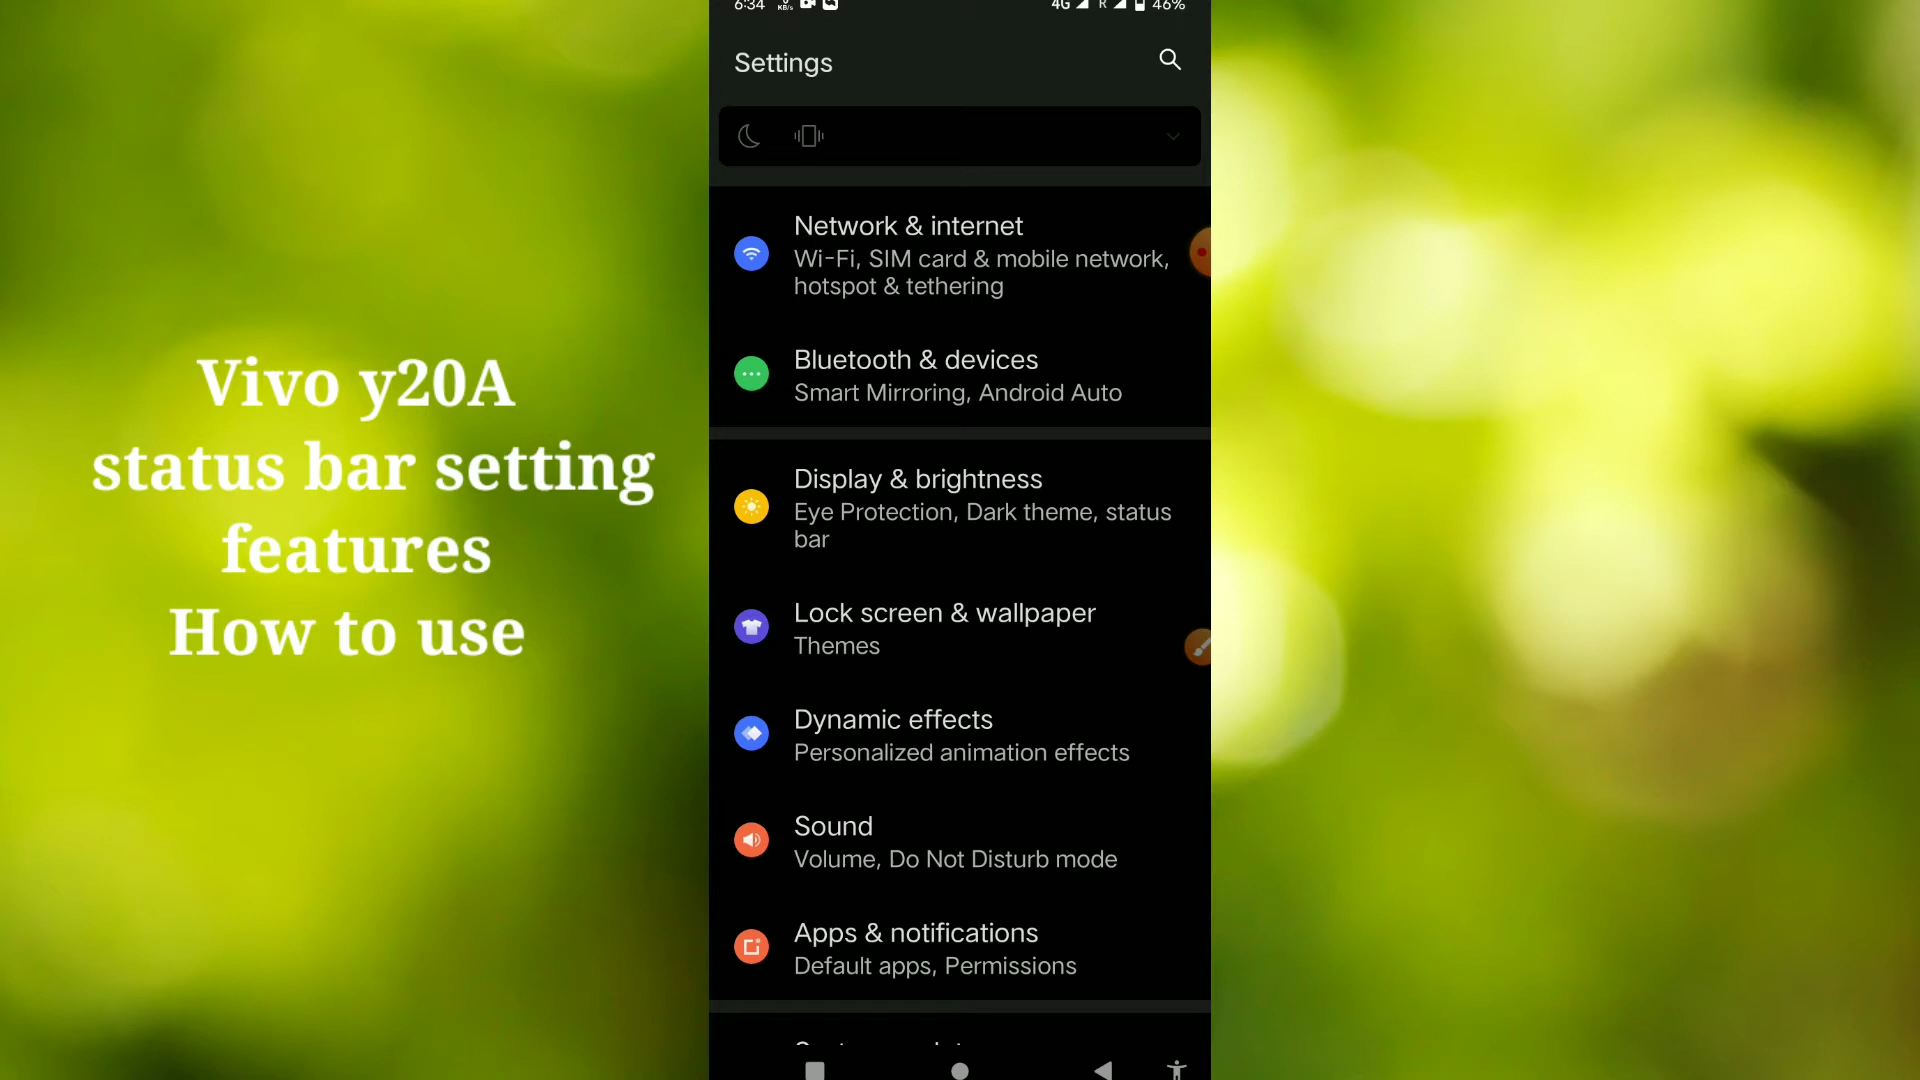 6:34
KB/s
4G
R
46%
Settings
Network & internet
Wi-Fi, SIM card & mobile network,
hotspot & tethering
Bluetooth & devices
Smart Mirroring, Android Auto
Display & brightness
Eye Protection, Dark theme, status
bar
Lock screen & wallpaper
Themes
Dynamic effects
Personalized animation effects
Sound
Volume, Do Not Disturb mode
Apps & notifications
Default apps, Permissions
Vivo y20A
status bar setting
features
How to use